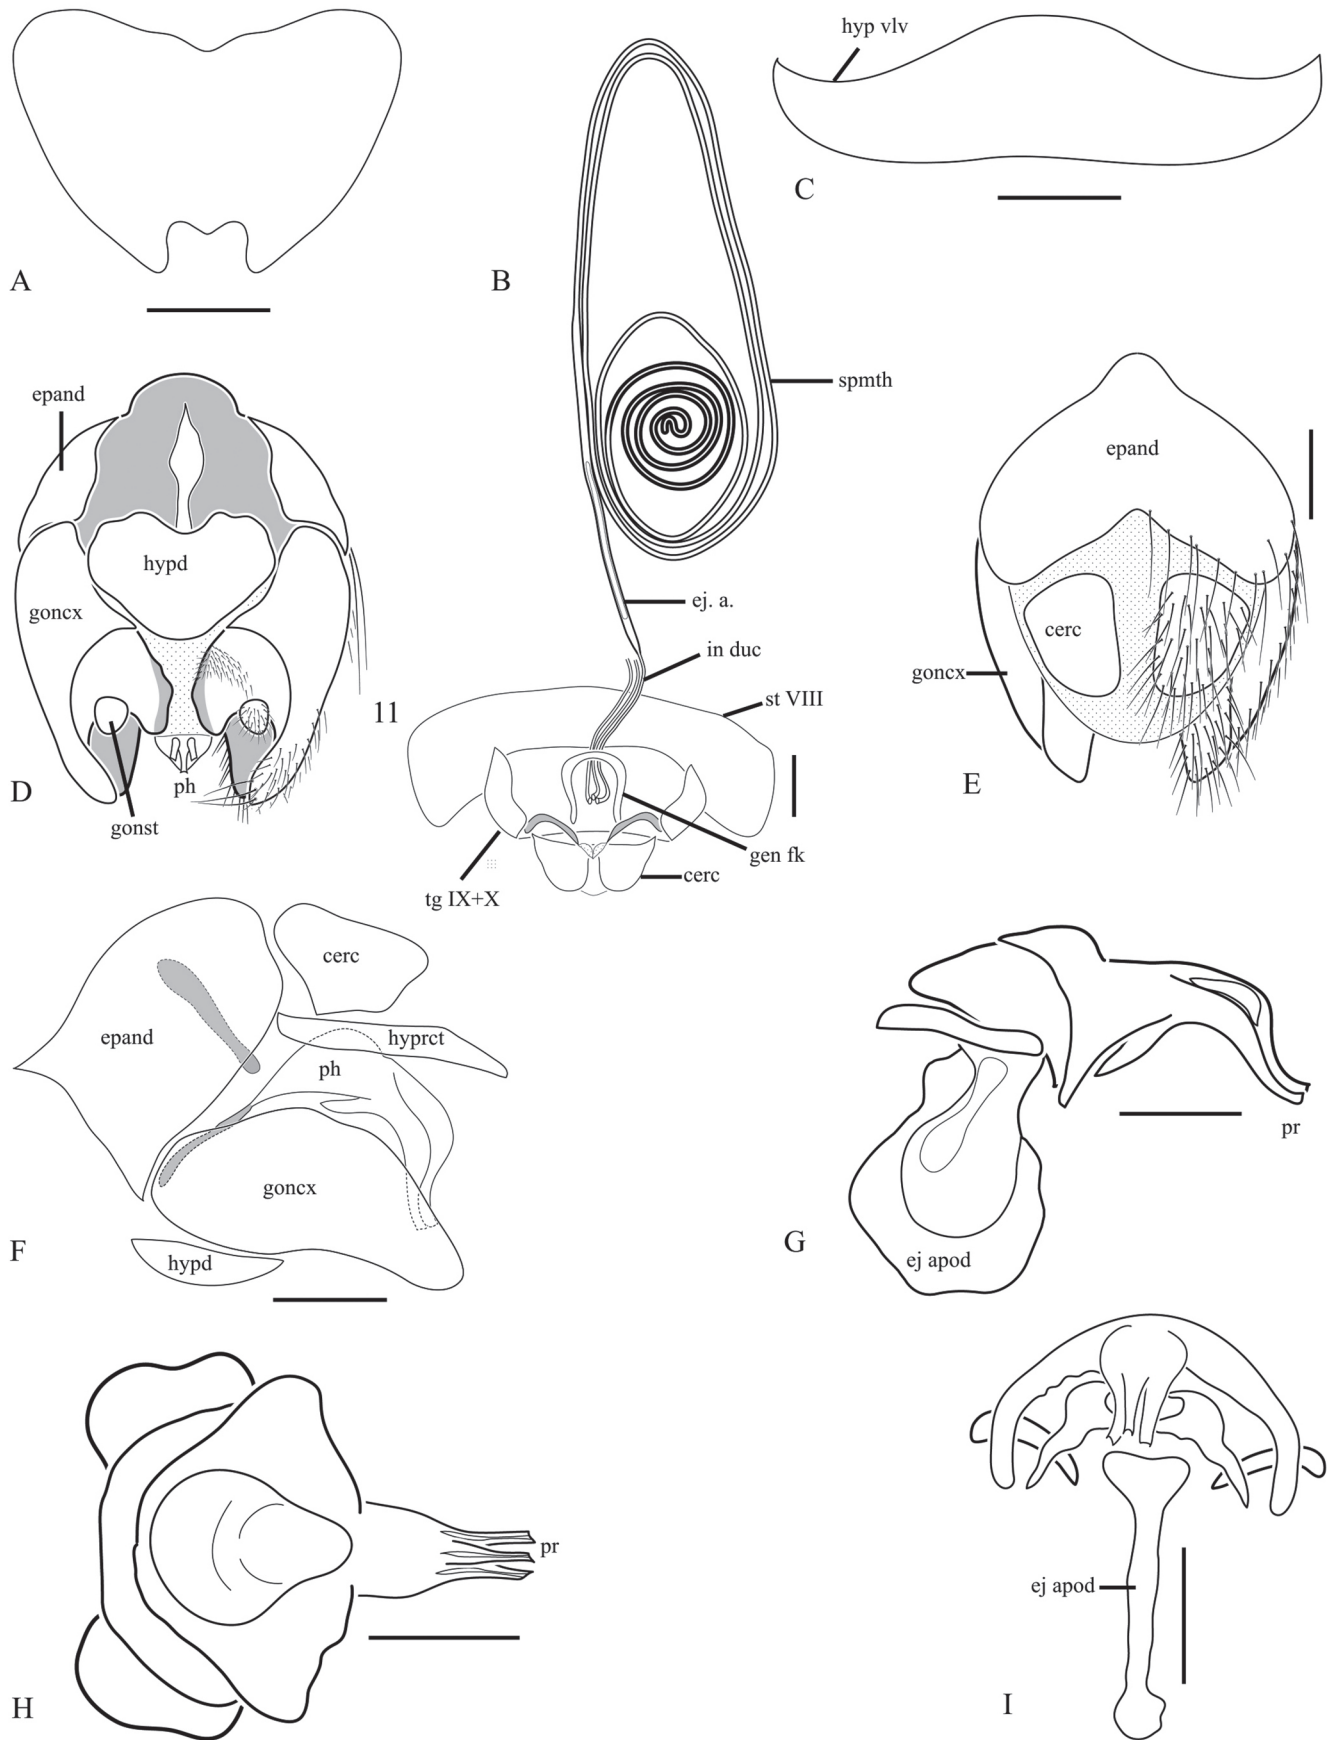 A
B
hyp vlv
C
spmth
ej. a.
in duc
st VIII
gen fk
cerc
tg IX+X
11
epand
hypd
goncx
ph
gonst
D
epand
cerc
goncx
E
cerc
epand
hyprct
ph
goncx
hypd
F
pr
ej apod
G
pr
H
ej apod
I